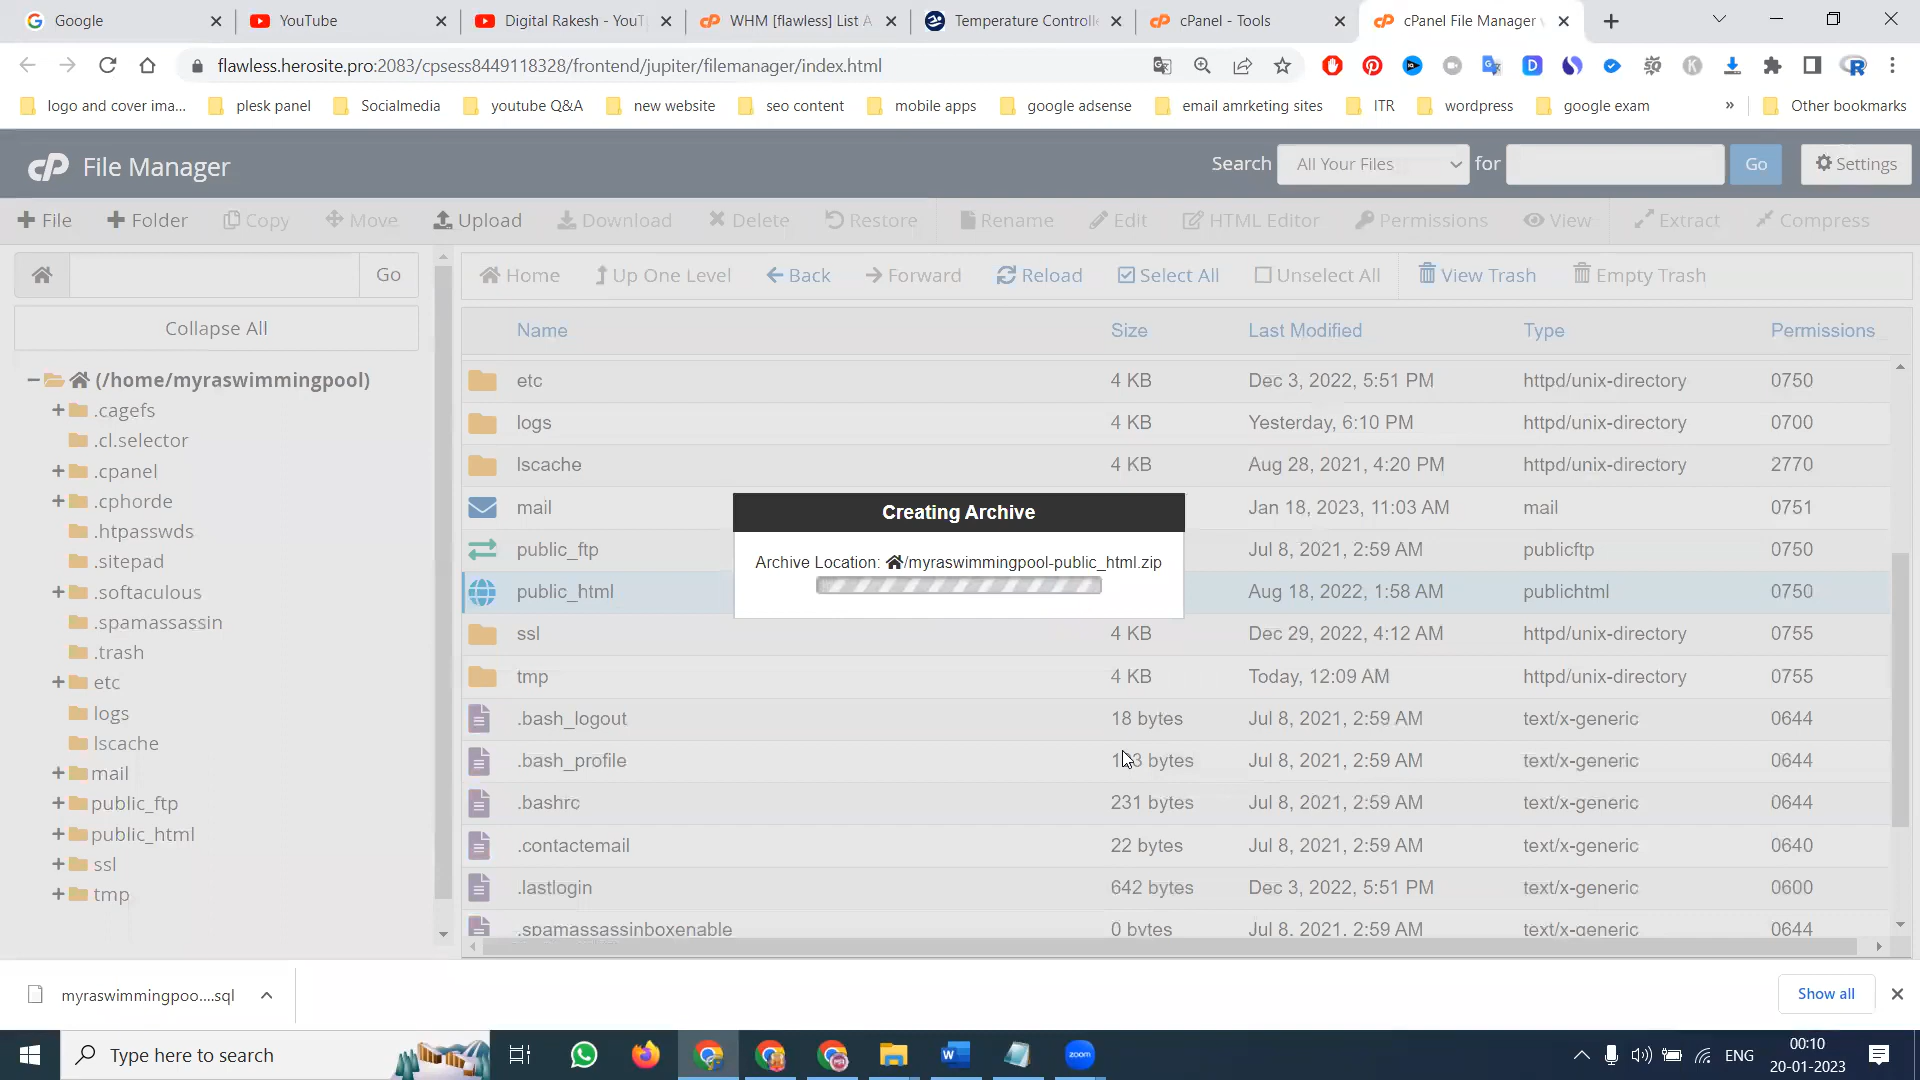 Google
YouTube
Digital Rakesh - YouT
WHM [flawless] List A
Temperature Controlle
cPanel - Tools
cPanel File Manager v
flawless.herosite.pro:2083/cpsess8449118328/frontend/jupiter/filemanager/index.html
logo and cover ima...
plesk panel
Socialmedia
youtube Q&A
new website
seo content
mobile apps
google adsense
email amrketing sites
ITR
wordpress
google exam
»
Other bookmarks
cP File Manager
Search
All Your Files
for
Go
Settings
File
Folder
Copy
Move
Upload
Download
Delete
Restore
Rename
Edit
HTML Editor
Permissions
View
Extract
Compress
Go
Home
Up One Level
Back
Forward
Reload
Select All
Unselect All
View Trash
Empty Trash
Collapse All
(/home/myraswimmingpool)
.cagefs
.cl.selector
.cpanel
.cphorde
.htpasswds
.sitepad
.softaculous
.spamassassin
.trash
etc
logs
lscache
mail
public_ftp
public_html
ssl
tmp
Name Size Last Modified Type Permissions
etc 4 KB Dec 3, 2022, 5:51 PM httpd/unix-directory 0750
logs 4 KB Yesterday, 6:10 PM httpd/unix-directory 0700
lscache 4 KB Aug 28, 2021, 4:20 PM httpd/unix-directory 2770
mail Jan 18, 2023, 11:03 AM mail 0751
public_ftp Jul 8, 2021, 2:59 AM publicftp 0750
public_html Aug 18, 2022, 1:58 AM publichtml 0750
ssl 4 KB Dec 29, 2022, 4:12 AM httpd/unix-directory 0755
tmp 4 KB Today, 12:09 AM httpd/unix-directory 0755
.bash_logout 18 bytes Jul 8, 2021, 2:59 AM text/x-generic 0644
.bash_profile bytes Jul 8, 2021, 2:59 AM text/x-generic 0644
.bashrc 231 bytes Jul 8, 2021, 2:59 AM text/x-generic 0644
.contactemail 22 bytes Jul 8, 2021, 2:59 AM text/x-generic 0640
.lastlogin 642 bytes Dec 3, 2022, 5:51 PM text/x-generic 0600
.spamassassinboxenable 0 bytes Jul 8, 2021, 2:59 AM text/x-generic 0644
Creating Archive
Archive Location: /myraswimmingpool-public_html.zip
myraswimmingpoo....sql
Show all
Type here to search
zoom
ENG
00:10
20-01-2023